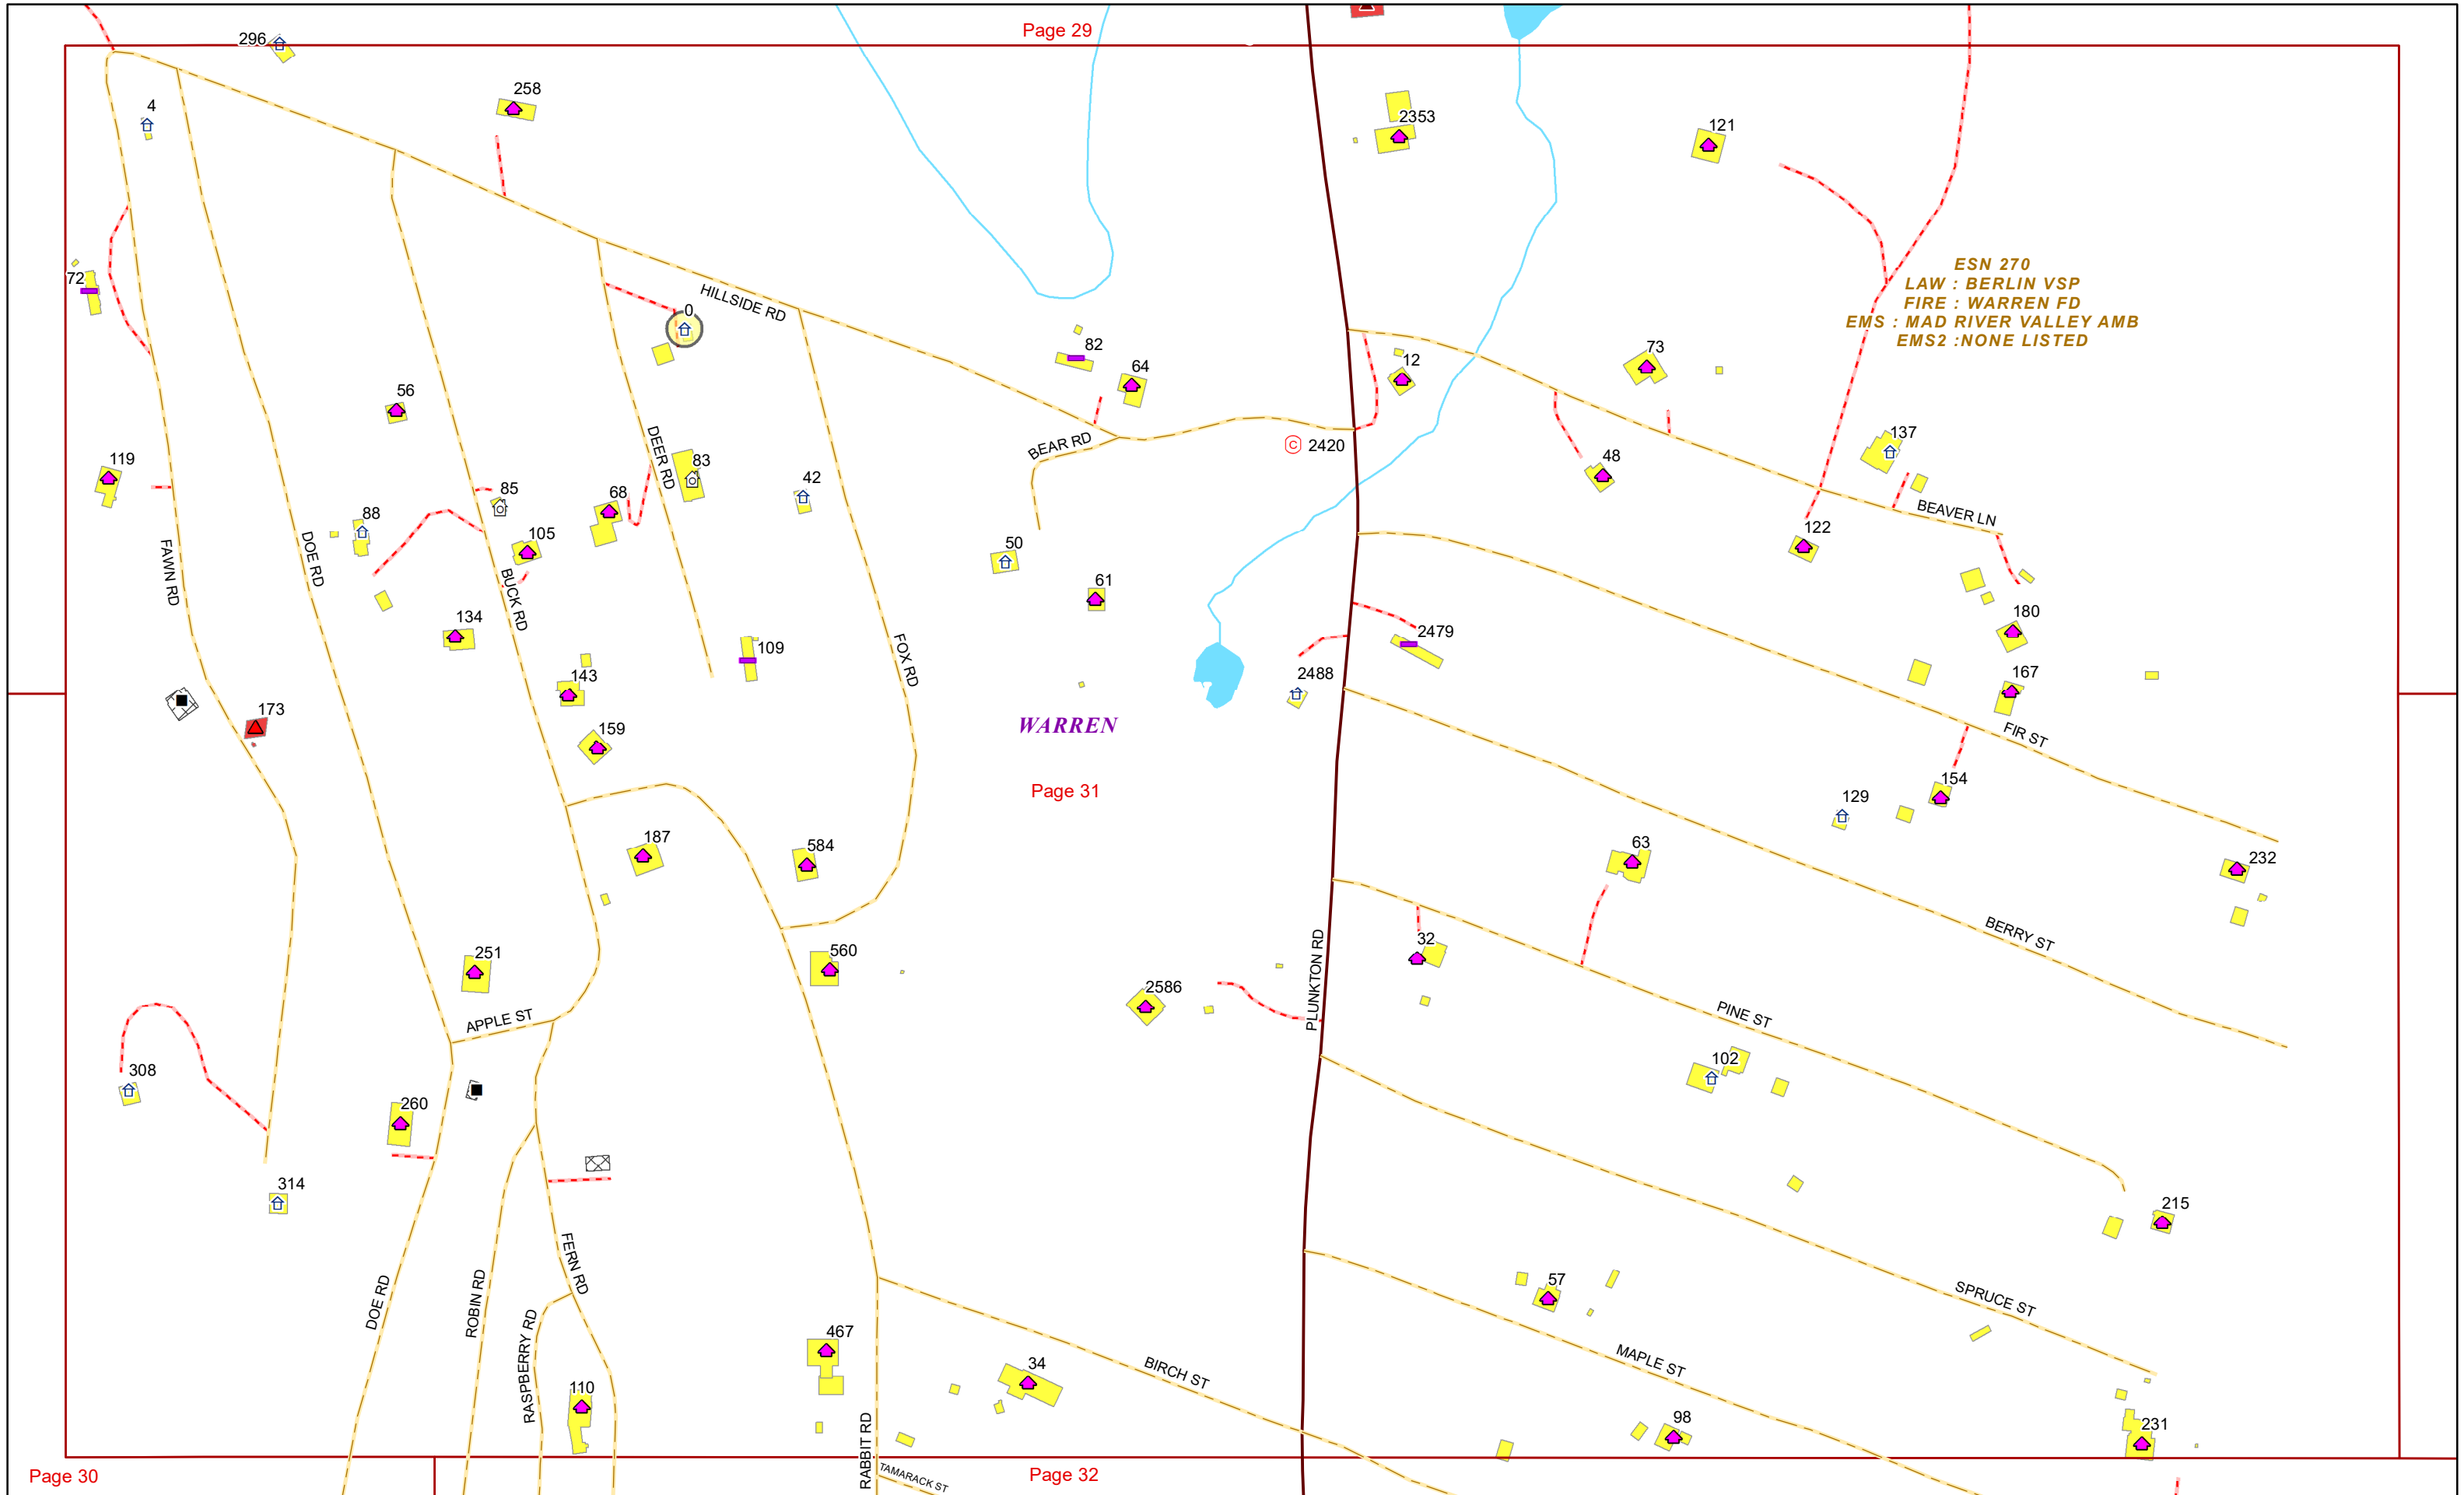 Page 29
296
258
4
2353
121
ESN 270
LAW : BERLIN VSP
FIRE : WARREN FD
EMS : MAD RIVER VALLEY AMB
EMS2 :NONE LISTED
72
HILLSIDE RD
0
82
64
12
73
56
BEAR RD
C 2420
137
119
DEER RD
83
42
48
68
85
88
105
BEAVER LN
122
50
FAWN RD
DOE RD
BUCK RD
61
134
180
109
FOX RD
2479
143
2488
167
173
159
WARREN
FIR ST
Page 31
154
129
187
584
63
232
251
560
32
BERRY ST
PLUNKTON RD
2586
APPLE ST
PINE ST
308
102
260
314
215
FERN RD
DOE RD
ROBIN RD
RASPBERRY RD
57
SPRUCE ST
467
34
BIRCH ST
MAPLE ST
110
98
231
RABBIT RD
TAMARACK ST
Page 30
Page 32